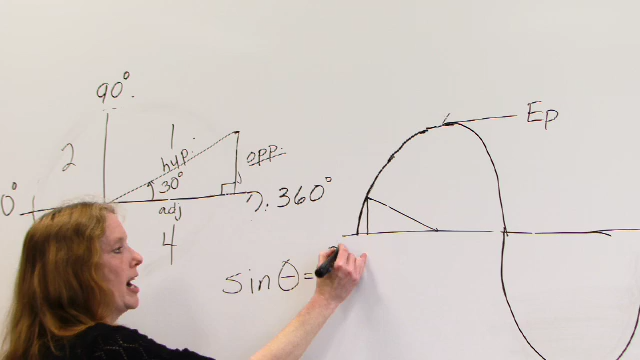 90°
Ep
2
1
hyp.
opp.
30°
0°
360°
adj
4
sin θ =